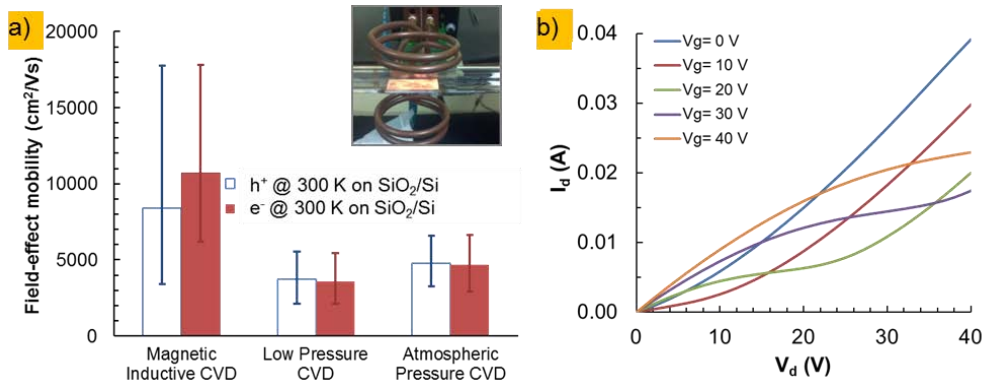 a)
Field-effect mobility (cm²/Vs)
20000
15000
10000
5000
0
h⁺ @ 300 K on SiO₂/Si
e⁻ @ 300 K on SiO₂/Si
Magnetic
Inductive CVD
Low Pressure
CVD
Atmospheric
Pressure CVD
b)
I_d (A)
0.04
0.03
0.02
0.01
0.00
Vg= 0 V
Vg= 10 V
Vg= 20 V
Vg= 30 V
Vg= 40 V
0 10 20 30 40
V_d (V)